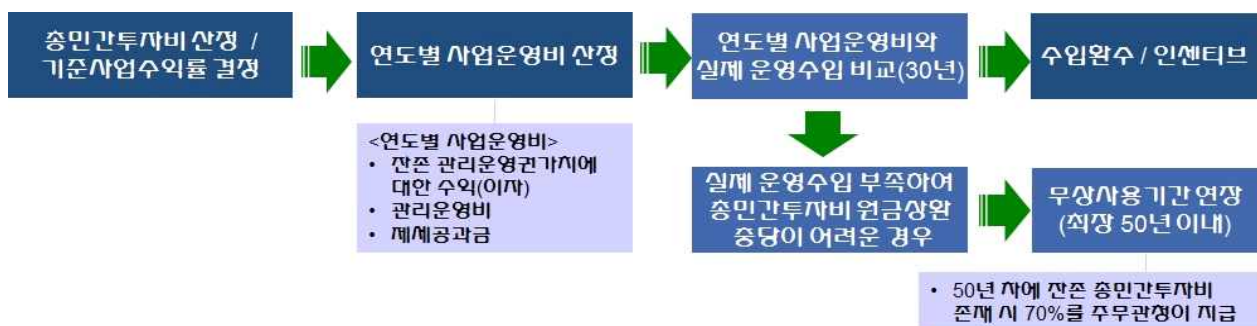 총민간투자비 산정 /
기준사업수익률 결정
연도별 사업운영비 산정
연도별 사업운영비와
실제 운영수입 비교(30년)
수입환수 / 인센티브
<연도별 사업운영비>
• 잔존 관리운영권가치에
대한 수익(이자)
• 관리운영비
• 제세공과금
실제 운영수입 부족하여
총민간투자비 원금상환
충당이 어려운 경우
무상사용기간 연장
(최장 50년 이내)
• 50년 차에 잔존 총민간투자비
존재 시 70%를 주무관청이 지급